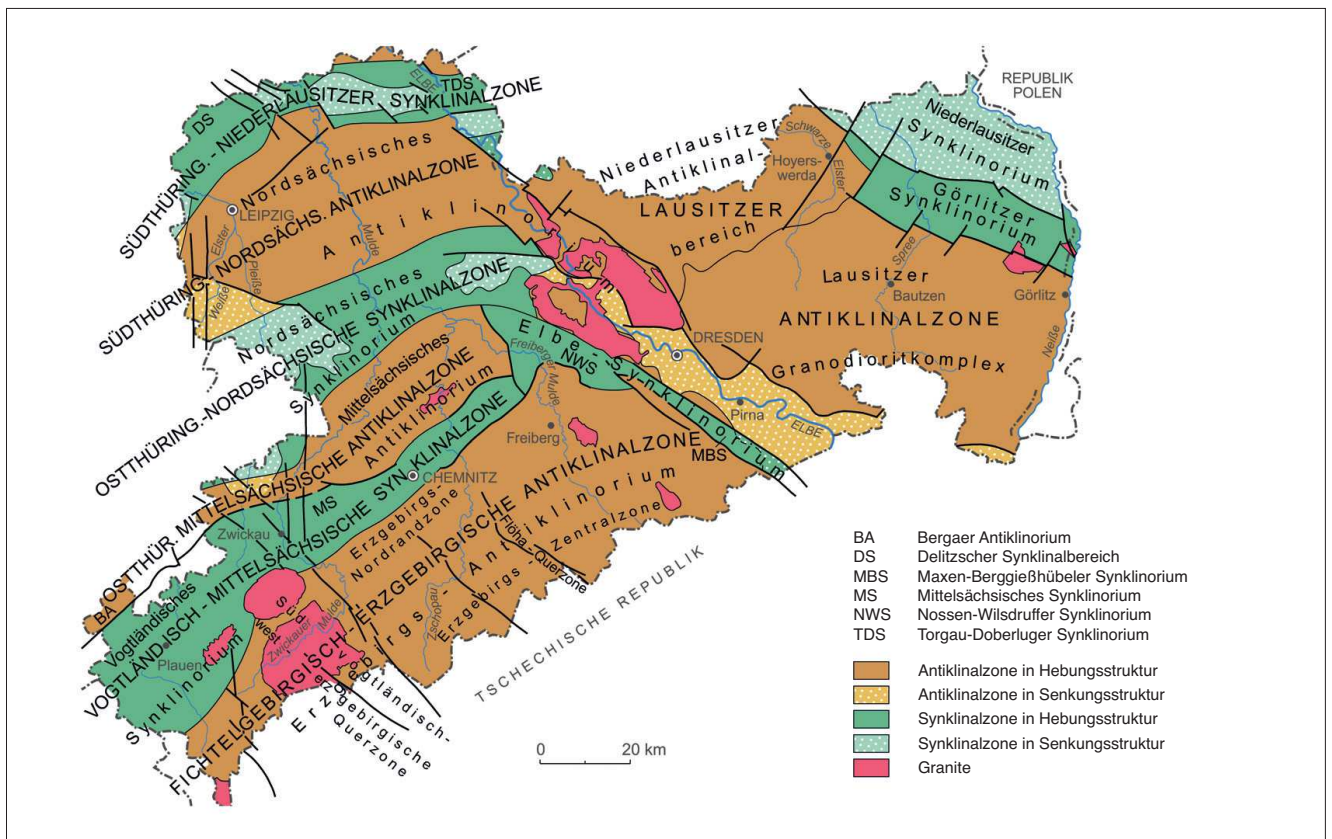 REPUBLIK
POLEN
ELBE
TDS
DS
SÜDTHÜRING.- NIEDERLAUSITZER SYNKLINALZONE
Niederlausitzer
Synklinorium
Niederlausitzer
Antiklinal-
bereich
Schwarze
Elster
Hoyers-
werda
Görlitzer
Synklinorium
Nordsächsisches
Antiklinorium
SÜDTHÜRING.- NORDSÄCHS. ANTIKLINALZONE
LEIPZIG
Weiße
Elster
Pleiße
Mulde
LAUSITZER
ANTIKLINALZONE
Lausitzer
Granodioritkomplex
Spree
Bautzen
Görlitz
Neiße
Nordsächsisches
Synklinorium
OSTTHÜRING.-NORDSÄCHSISCHE SYNKLINALZONE
Elbe-Synklinorium
NWS
DRESDEN
Pirna
ELBE
MBS
Freiberger Mulde
Freiberg
Mittelsächsisches
Antiklinorium
OSTTHÜR. MITTELSÄCHSISCHE ANTIKLINALZONE
CHEMNITZ
MS
Zwickau
BA
Vogtländisches
Synklinorium
VOGTLÄNDISCH - MITTELSÄCHSISCHE SYNKLINALZONE
Plauen
Erzgebirgs-
Nordrandzone
Flöha-Querzone
Erzgebirgs - Zentralzone
Erzgebirgs - Antiklinorium
FICHTELGEBIRGISCH - ERZGEBIRGISCHE ANTIKLINALZONE
Zschopau
Zwickauer
Mulde
Südwest
Vogtländisch-
erzgebirgische
Querzone
TSCHECHISCHE REPUBLIK
0 20 km
BA Bergaer Antiklinorium
DS Delitzscher Synklinalbereich
MBS Maxen-Berggießhübeler Synklinorium
MS Mittelsächsisches Synklinorium
NWS Nossen-Wilsdruffer Synklinorium
TDS Torgau-Doberluger Synklinorium
Antiklinalzone in Hebungsstruktur
Antiklinalzone in Senkungsstruktur
Synklinalzone in Hebungsstruktur
Synklinalzone in Senkungsstruktur
Granite